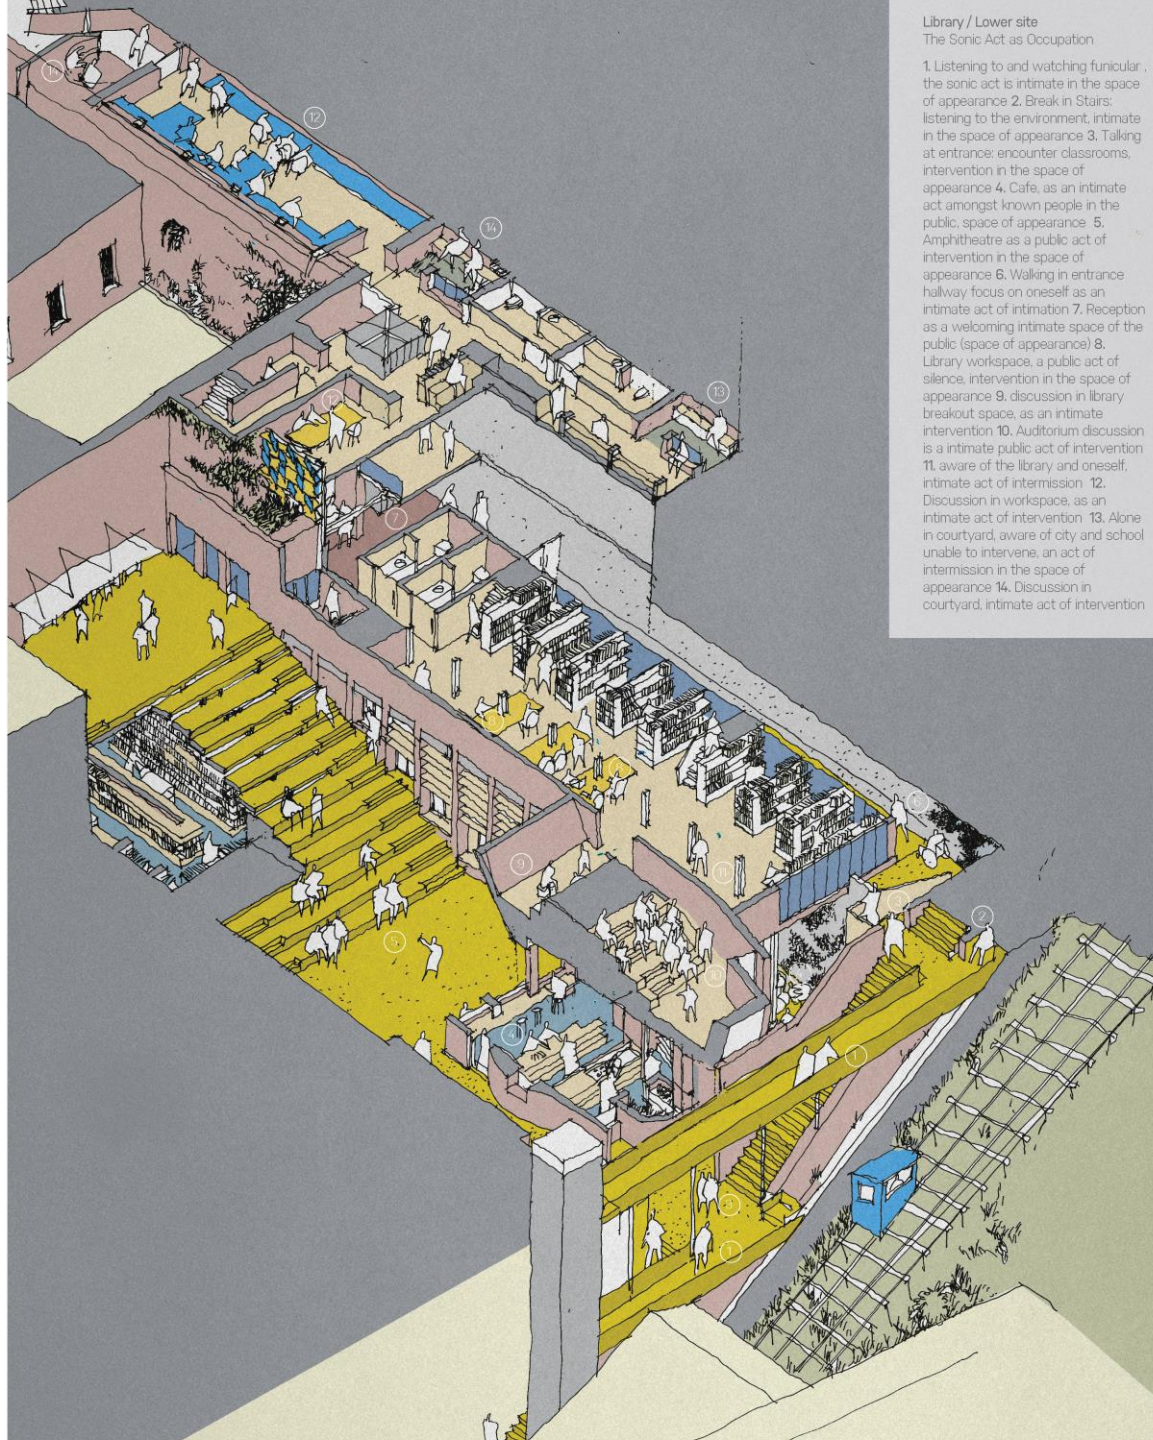 Library / Lower site
The Sonic Act as Occupation
1. Listening to and watching funicular ,
the sonic act is intimate in the space
of appearance 2. Break in Stairs:
listening to the environment, intimate
in the space of appearance 3. Talking
at entrance: encounter classrooms,
intervention in the space of
appearance 4. Cafe, as an intimate
act amongst known people in the
public, space of appearance 5.
Amphitheatre as a public act of
intervention in the space of
appearance 6. Walking in entrance
hallway focus on oneself as an
intimate act of intimation 7. Reception
as a welcoming intimate space of the
public (space of appearance) 8.
Library workspace, a public act of
silence, intervention in the space of
appearance 9. discussion in library
breakout space, as an intimate
intervention 10. Auditorium discussion
is a intimate public act of intervention
11. aware of the library and oneself.
intimate act of intermission 12.
Discussion in workspace, as an
intimate act of intervention 13. Alone
in courtyard, aware of city and school
unable to intervene, an act of
intermission in the space of
appearance 14. Discussion in
courtyard, intimate act of intervention
14
12
14
13
12
7
6
9
11
5
2
4
1
3
1